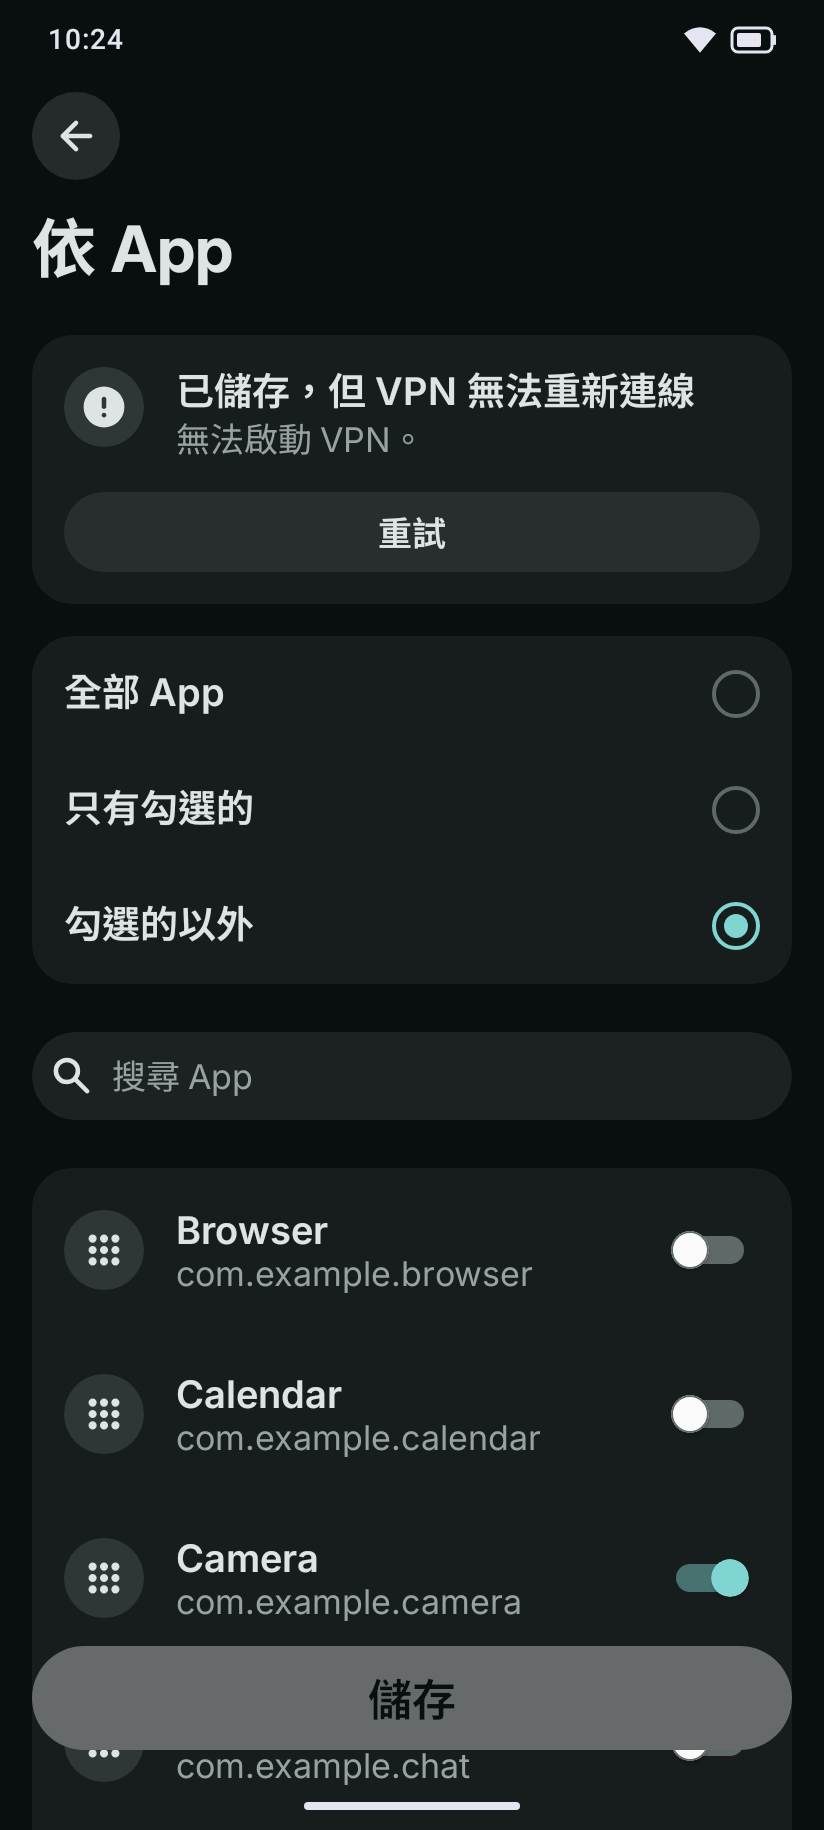 10:24
依 App
已儲存，但 VPN 無法重新連線
無法啟動 VPN。
重試
全部 App
只有勾選的
勾選的以外
搜尋 App
Browser
com.example.browser
Calendar
com.example.calendar
Camera
com.example.camera
儲存
com.example.chat